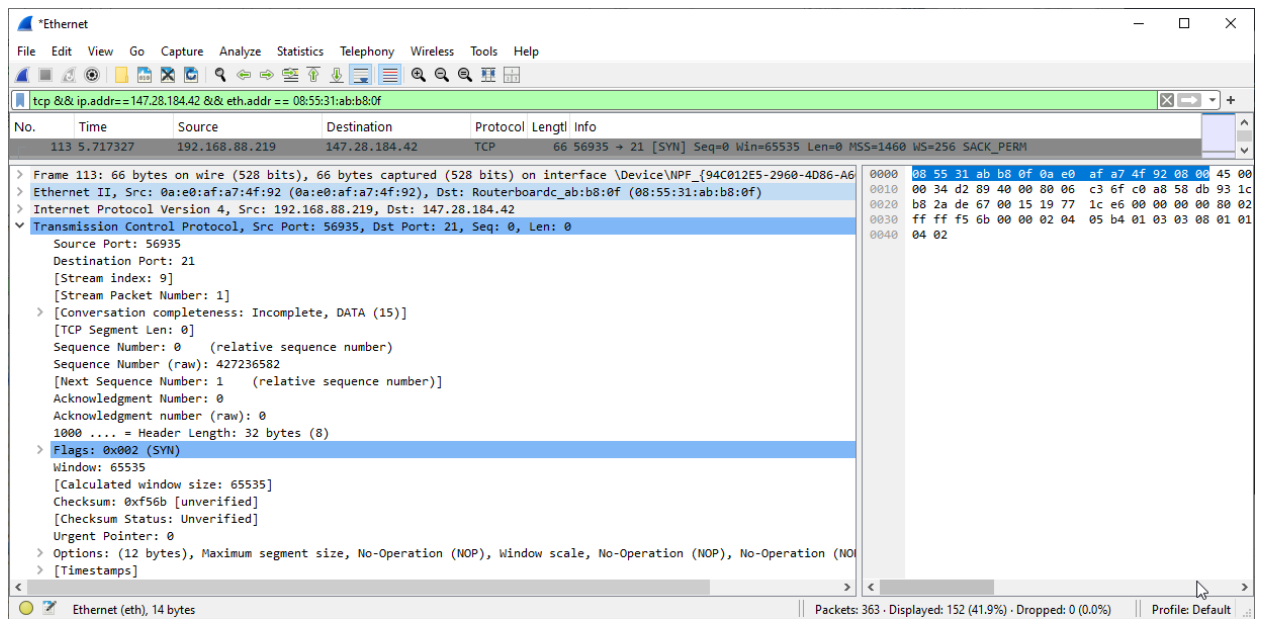 *Ethernet
File Edit View Go Capture Analyze Statistics Telephony Wireless Tools Help
tcp && ip.addr==147.28.184.42 && eth.addr == 08:55:31:ab:b8:0f
No. Time Source Destination Protocol Lengtl Info
113 5.717327 192.168.88.219 147.28.184.42 TCP 66 56935 → 21 [SYN] Seq=0 Win=65535 Len=0 MSS=1460 WS=256 SACK_PERM
Frame 113: 66 bytes on wire (528 bits), 66 bytes captured (528 bits) on interface \Device\NPF_{94C012E5-2960-4D86-A6
Ethernet II, Src: 0a:e0:af:a7:4f:92 (0a:e0:af:a7:4f:92), Dst: Routerboardc_ab:b8:0f (08:55:31:ab:b8:0f)
Internet Protocol Version 4, Src: 192.168.88.219, Dst: 147.28.184.42
Transmission Control Protocol, Src Port: 56935, Dst Port: 21, Seq: 0, Len: 0
Source Port: 56935
Destination Port: 21
[Stream index: 9]
[Stream Packet Number: 1]
[Conversation completeness: Incomplete, DATA (15)]
[TCP Segment Len: 0]
Sequence Number: 0 (relative sequence number)
Sequence Number (raw): 427236582
[Next Sequence Number: 1 (relative sequence number)]
Acknowledgment Number: 0
Acknowledgment number (raw): 0
1000 .... = Header Length: 32 bytes (8)
Flags: 0x002 (SYN)
Window: 65535
[Calculated window size: 65535]
Checksum: 0xf56b [unverified]
[Checksum Status: Unverified]
Urgent Pointer: 0
Options: (12 bytes), Maximum segment size, No-Operation (NOP), Window scale, No-Operation (NOP), No-Operation (NOI
[Timestamps]
0000 08 55 31 ab b8 0f 0a e0 af a7 4f 92 08 00 45 00
0010 00 34 d2 89 40 00 80 06 c3 6f c0 a8 58 db 93 1c
0020 b8 2a de 67 00 15 19 77 1c e6 00 00 00 00 80 02
0030 ff ff f5 6b 00 00 02 04 05 b4 01 03 03 08 01 01
0040 04 02
Ethernet (eth), 14 bytes
Packets: 363 · Displayed: 152 (41.9%) · Dropped: 0 (0.0%)
Profile: Default